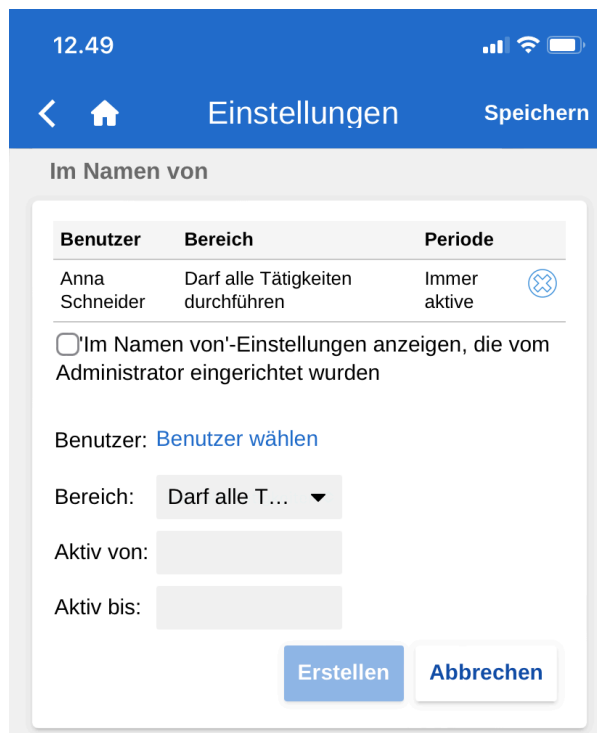 12.49
Einstellungen
Speichern
Im Namen von
Benutzer Bereich Periode
Anna Darf alle Tätigkeiten Immer
Schneider durchführen aktive
'Im Namen von'-Einstellungen anzeigen, die vom
Administrator eingerichtet wurden
Benutzer: Benutzer wählen
Bereich: Darf alle T…
Aktiv von:
Aktiv bis:
Erstellen Abbrechen